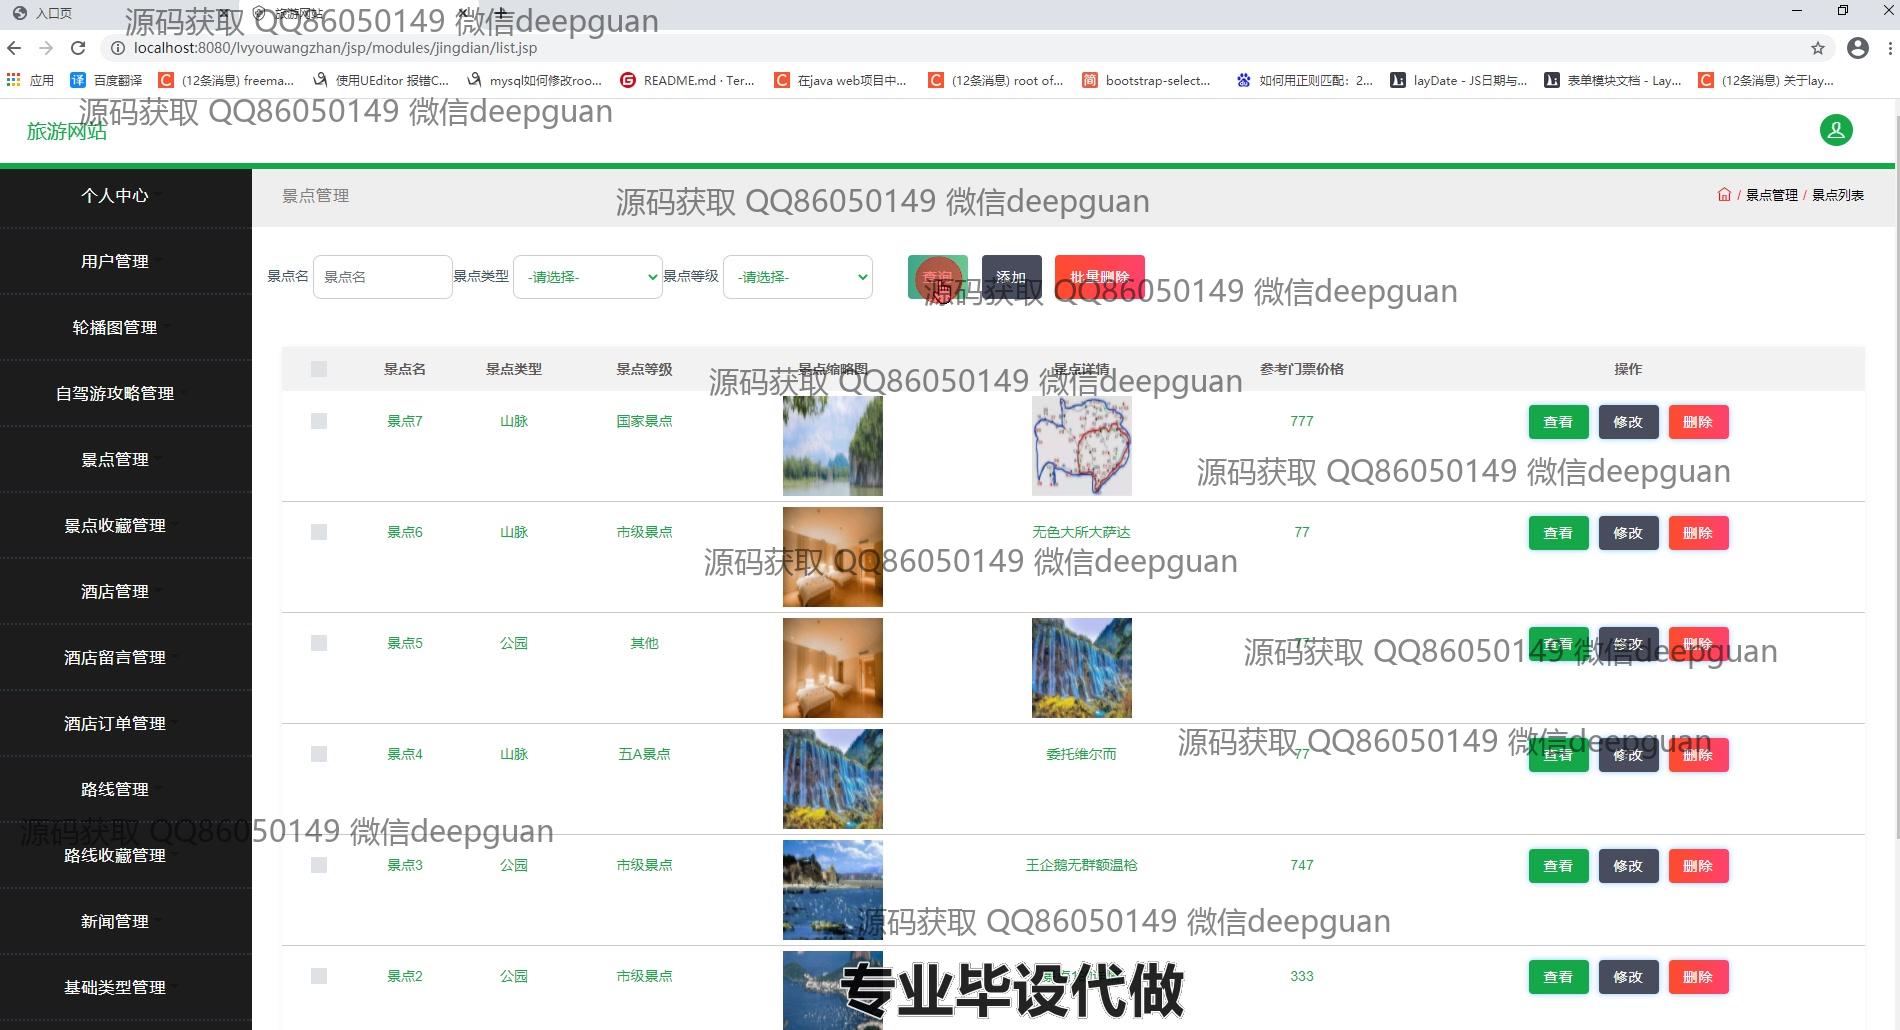 入口页
旅游网站
源码获取 QQ86050149 微信deepguan
localhost:8080/lvyouwangzhan/jsp/modules/jingdian/list.jsp
应用 百度翻译 (12条消息) freema... 使用UEditor 报错C... mysql如何修改roo... README.md · Ter... 在java web项目中... (12条消息) root of... bootstrap-select... 如何用正则匹配：2... layDate - JS日期与... 表单模块文档 - Lay... (12条消息) 关于lay...
源码获取 QQ86050149 微信deepguan
旅游网站
个人中心
用户管理
轮播图管理
自驾游攻略管理
景点管理
景点收藏管理
酒店管理
酒店留言管理
酒店订单管理
路线管理
路线收藏管理
新闻管理
基础类型管理
景点管理
源码获取 QQ86050149 微信deepguan
/ 景点管理 / 景点列表
景点名 景点名 景点类型 -请选择- 景点等级 -请选择- 查询 添加 批量删除
源码获取 QQ86050149 微信deepguan
景点名 景点类型 景点等级 景点缩略图 景点详情 参考门票价格 操作
源码获取 QQ86050149 微信deepguan
景点7 山脉 国家景点 777 查看 修改 删除
源码获取 QQ86050149 微信deepguan
景点6 山脉 市级景点 无色大所大萨达 77 查看 修改 删除
源码获取 QQ86050149 微信deepguan
景点5 公园 其他 77 查看 修改 删除
源码获取 QQ86050149 微信deepguan
景点4 山脉 五A景点 委托维尔而 77 查看 修改 删除
源码获取 QQ86050149 微信deepguan
源码获取 QQ86050149 微信deepguan
景点3 公园 市级景点 王企鹅无群额温枪 747 查看 修改 删除
源码获取 QQ86050149 微信deepguan
景点2 公园 市级景点 333 查看 修改 删除
专业毕设代做